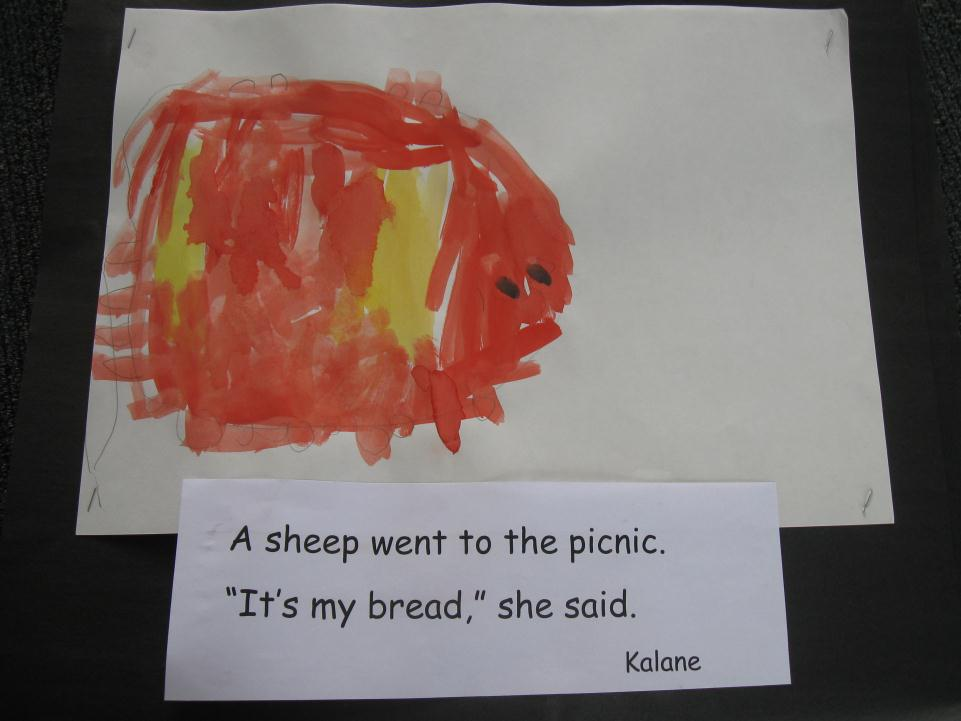 A sheep went to the picnic.
“It’s my bread,” she said.
Kalane